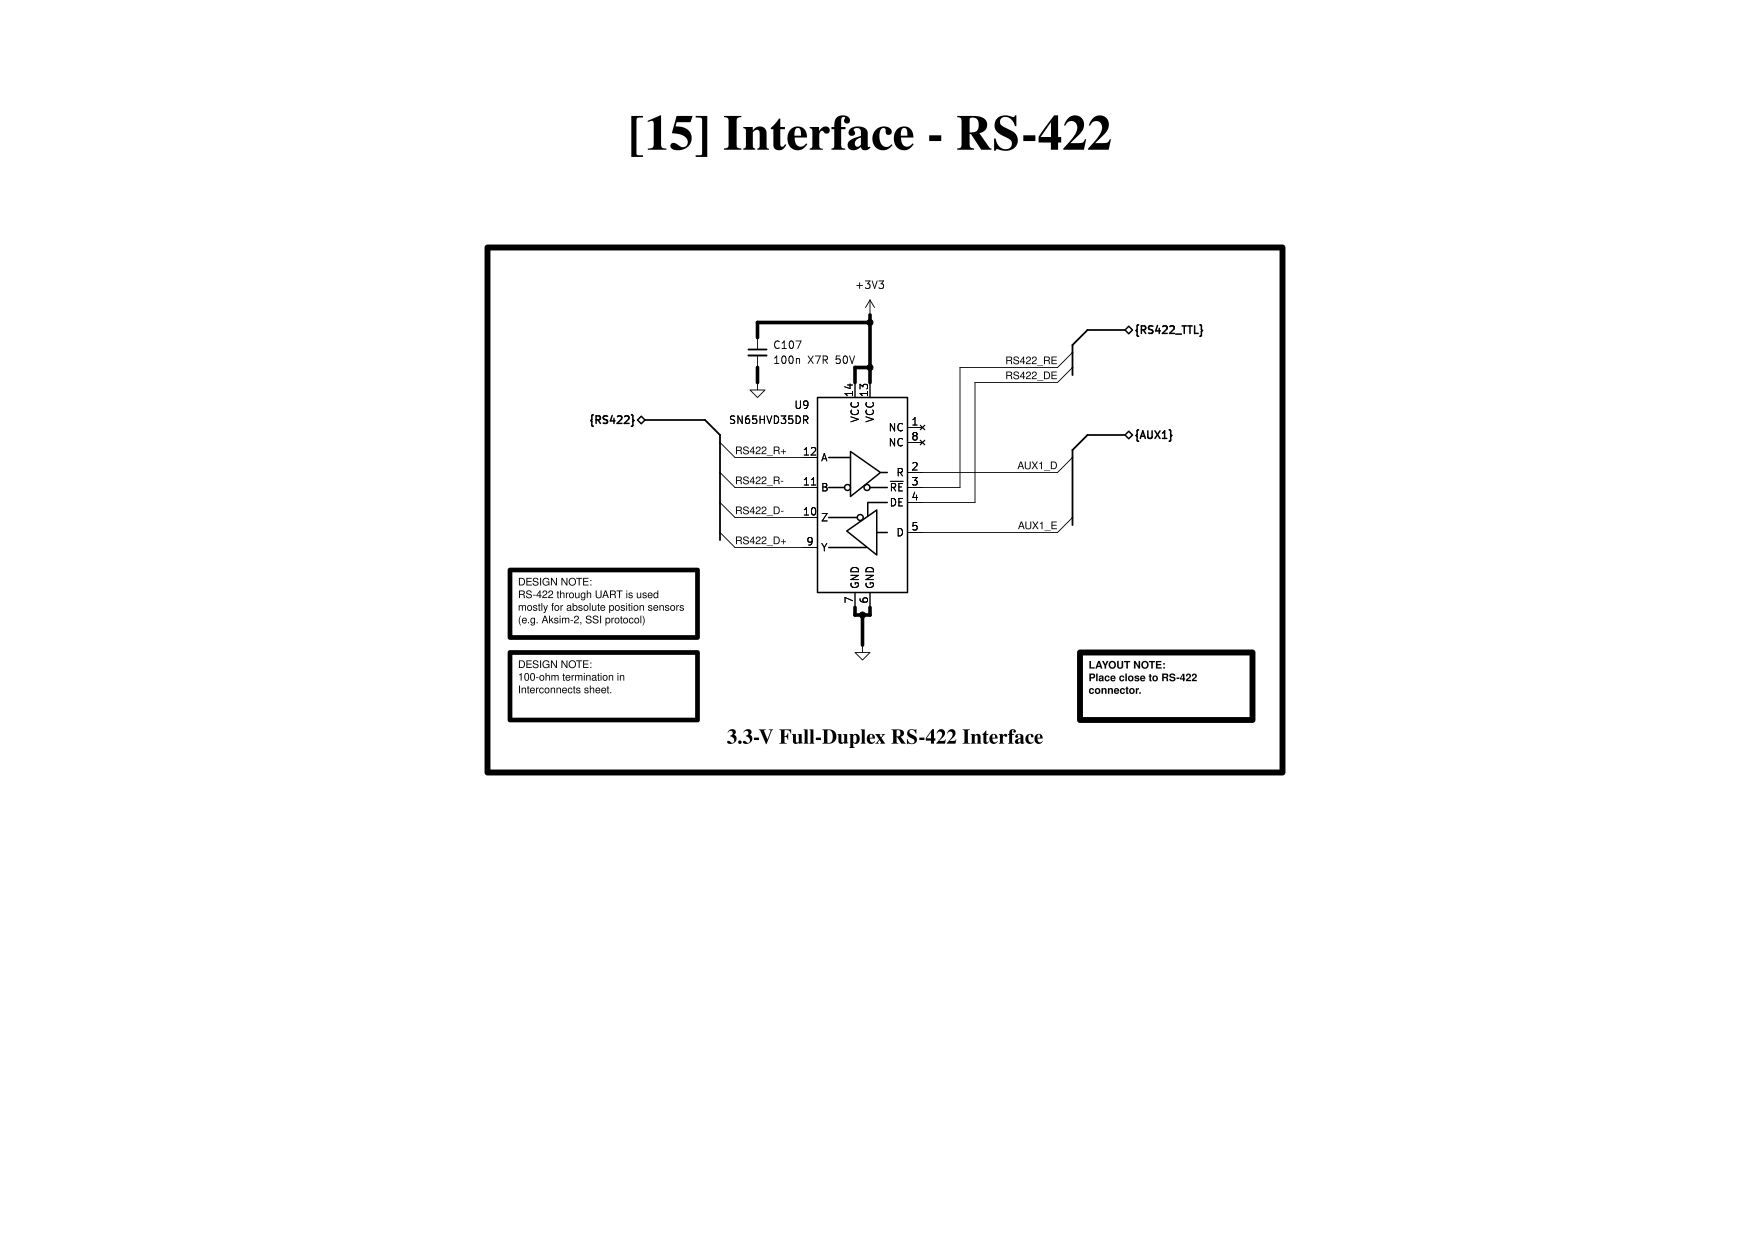 [15] Interface - RS-422
+3V3
C107
100n X7R 50V
{RS422_TTL}
RS422_RE
RS422_DE
14
13
VCC
VCC
U9
SN65HVD35DR
{RS422}
{AUX1}
NC 1
NC 8
RS422_R+ 12 A
R 2 AUX1_D
RS422_R- 11 B
RE 3
DE 4
RS422_D- 10 Z
D 5 AUX1_E
RS422_D+ 9 Y
GND
GND
7
6
DESIGN NOTE:
RS-422 through UART is used
mostly for absolute position sensors
(e.g. Aksim-2, SSI protocol)
DESIGN NOTE:
100-ohm termination in
Interconnects sheet.
LAYOUT NOTE:
Place close to RS-422
connector.
3.3-V Full-Duplex RS-422 Interface